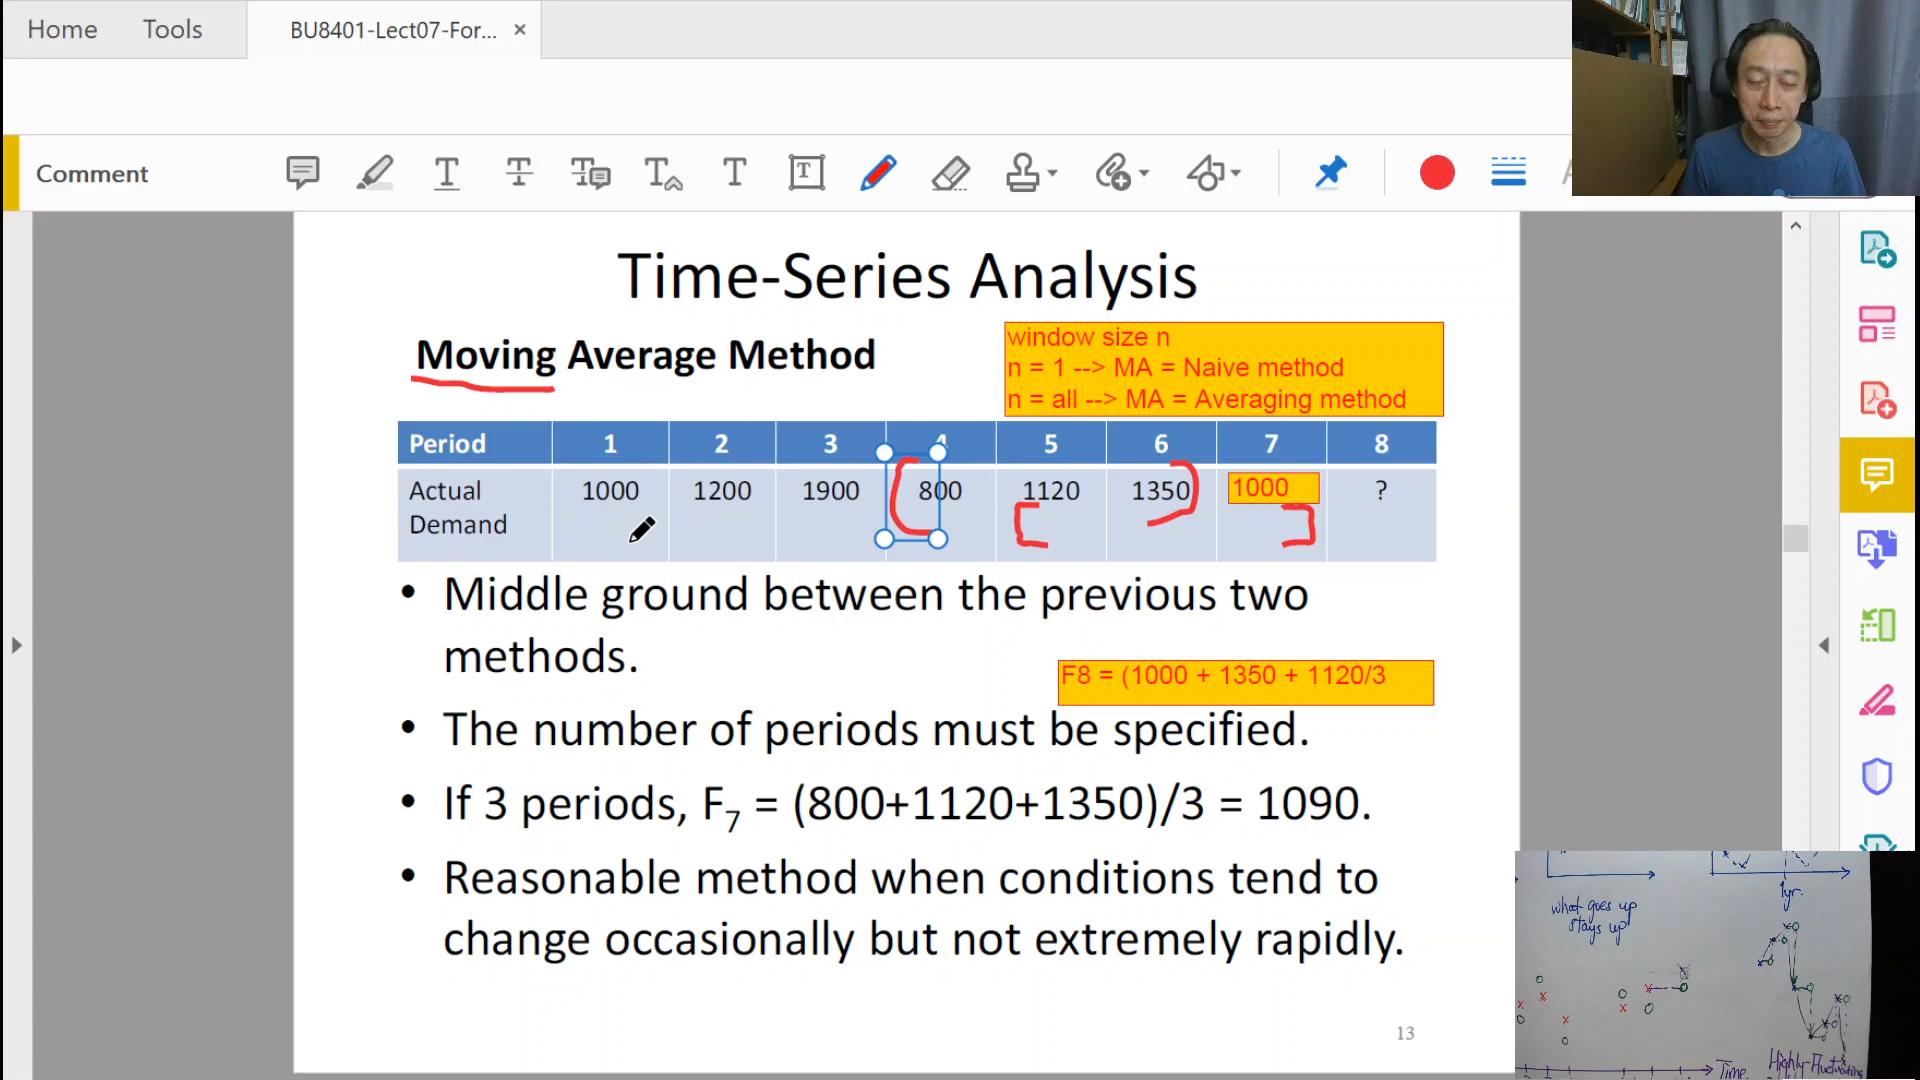 Home Tools BU8401-Lect07-For... ×
Comment
Time-Series Analysis
Moving Average Method
window size n
n = 1 --> MA = Naive method
n = all --> MA = Averaging method
Period 1 2 3 4 5 6 7 8
Actual Demand 1000 1200 1900 800 1120 1350 1000 ?
• Middle ground between the previous two
methods.
F8 = (1000 + 1350 + 1120/3
• The number of periods must be specified.
• If 3 periods, F7 = (800+1120+1350)/3 = 1090.
• Reasonable method when conditions tend to
change occasionally but not extremely rapidly.
13
1yr.
what goes up
stays up
Time
Highly-Fluctuating